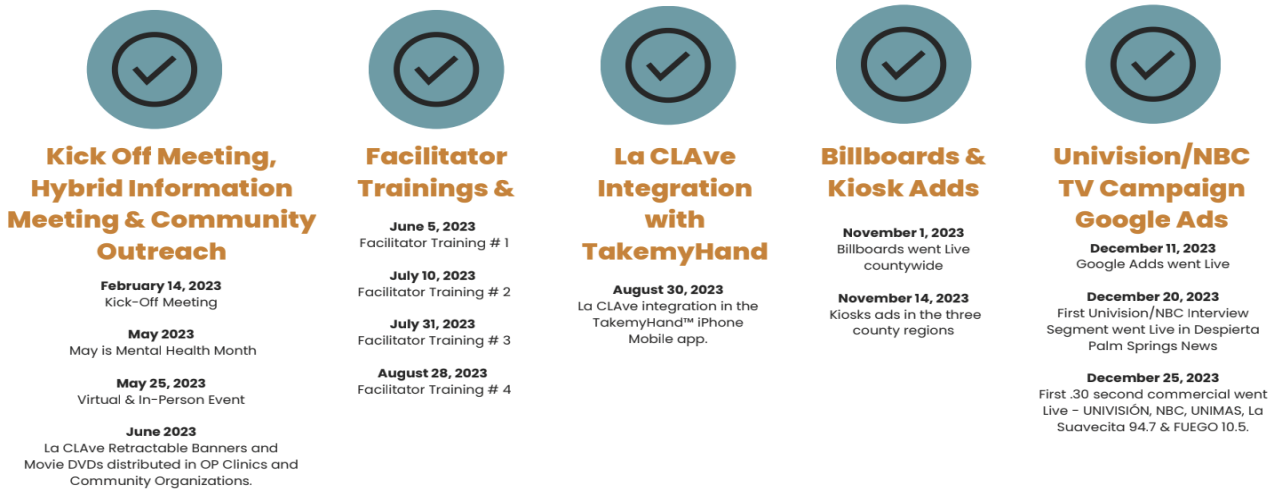 Kick Off Meeting,
Hybrid Information
Meeting & Community
Outreach
February 14, 2023
Kick-Off Meeting
May 2023
May is Mental Health Month
May 25, 2023
Virtual & In-Person Event
June 2023
La CLAve Retractable Banners and
Movie DVDs distributed in OP Clinics and
Community Organizations.
Facilitator
Trainings &
June 5, 2023
Facilitator Training # 1
July 10, 2023
Facilitator Training # 2
July 31, 2023
Facilitator Training # 3
August 28, 2023
Facilitator Training # 4
La CLAve
Integration
with
TakemyHand
August 30, 2023
La CLAve integration in the
TakemyHand™ iPhone
Mobile app.
Billboards &
Kiosk Adds
November 1, 2023
Billboards went Live
countywide
November 14, 2023
Kiosks ads in the three
county regions
Univision/NBC
TV Campaign
Google Ads
December 11, 2023
Google Adds went Live
December 20, 2023
First Univision/NBC Interview
Segment went Live in Despierta
Palm Springs News
December 25, 2023
First .30 second commercial went
Live - UNIVISIÓN, NBC, UNIMAS, La
Suavecita 94.7 & FUEGO 10.5.